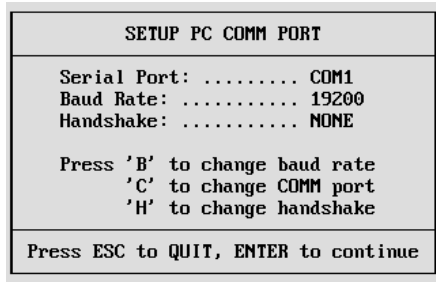 SETUP PC COMM PORT
Serial Port: ......... COM1
Baud Rate: ........... 19200
Handshake: ........... NONE
Press 'B' to change baud rate
'C' to change COMM port
'H' to change handshake
Press ESC to QUIT, ENTER to continue